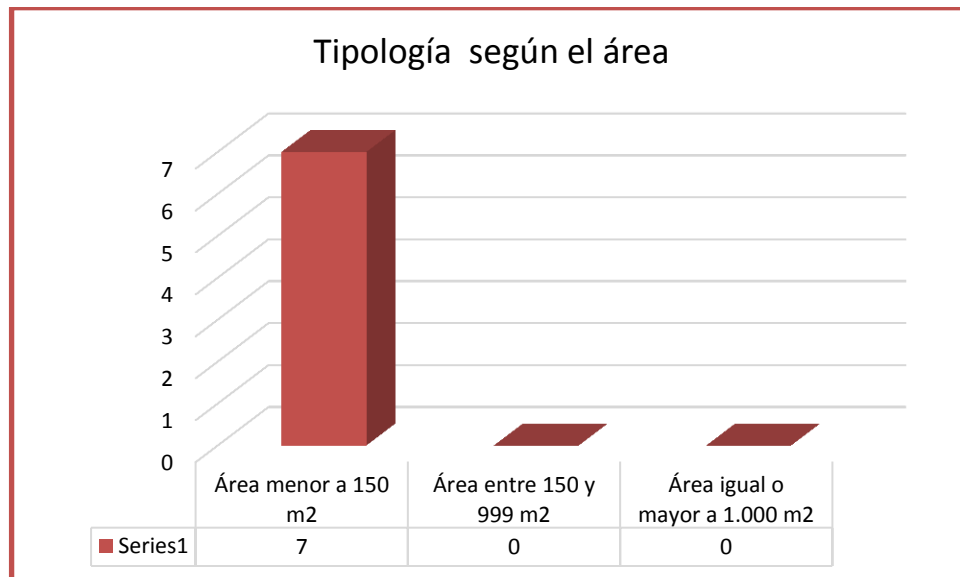 Tipología según el área
7
6
5
4
3
2
1
0
Área menor a 150
m2
Área entre 150 y
999 m2
Área igual o
mayor a 1.000 m2
Series1 7 0 0